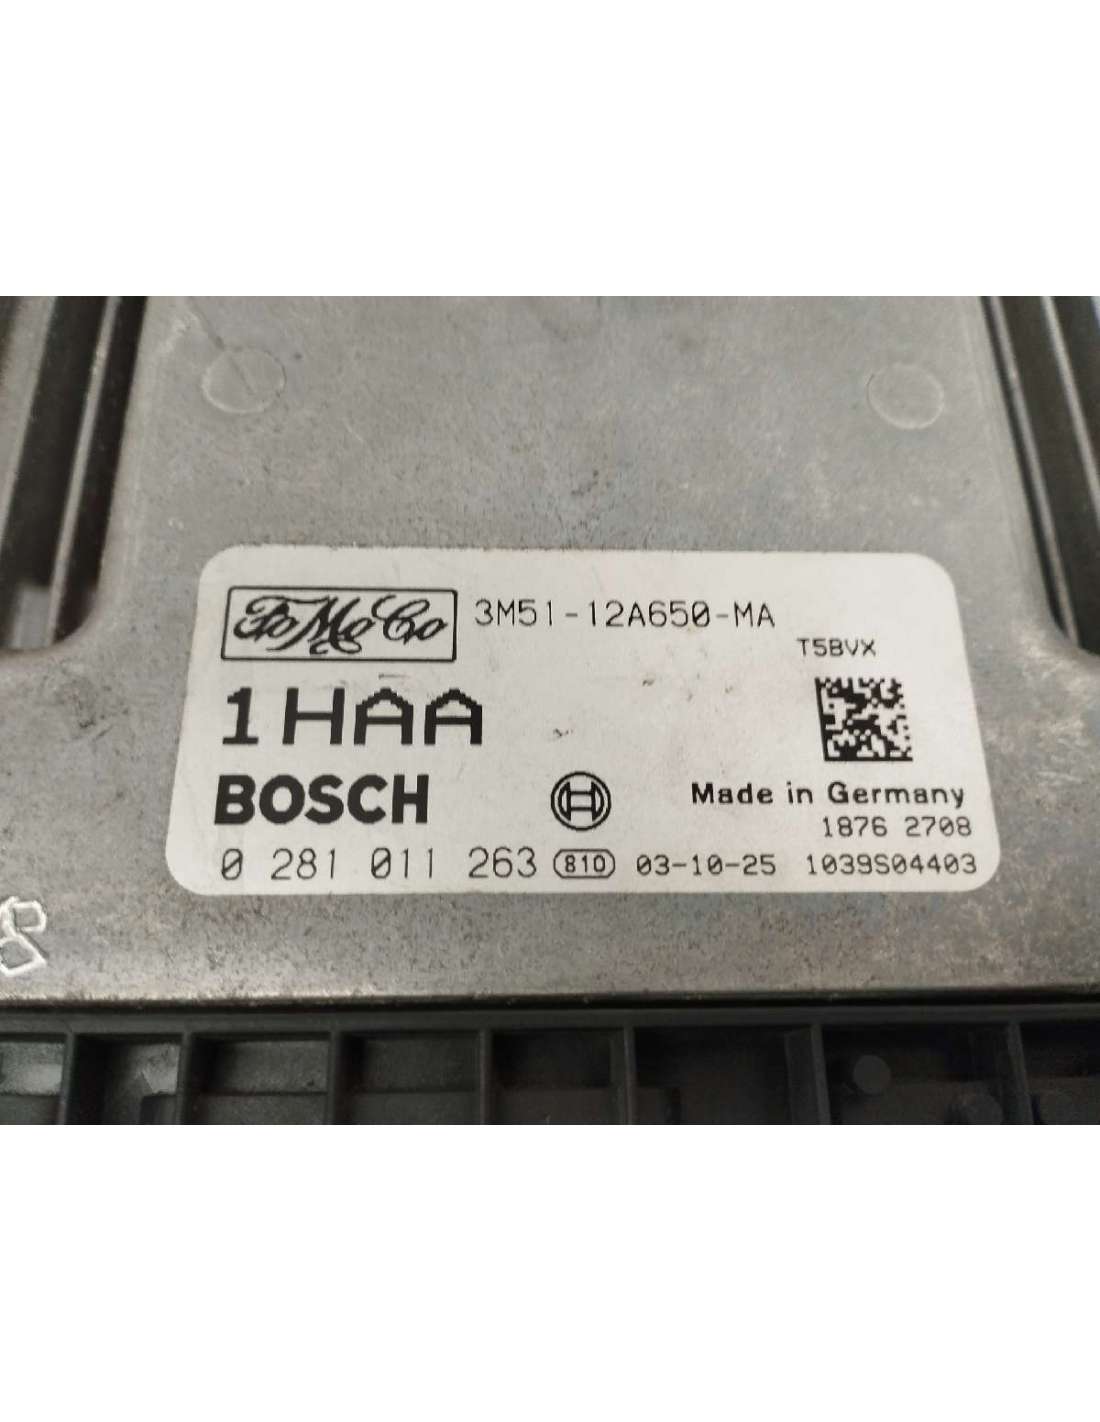 FoMoCo 3M51-12A650-MA
T5BVX
1HAA
BOSCH
Made in Germany
1876 2708
0 281 011 263 810 03-10-25 1039S04403
8